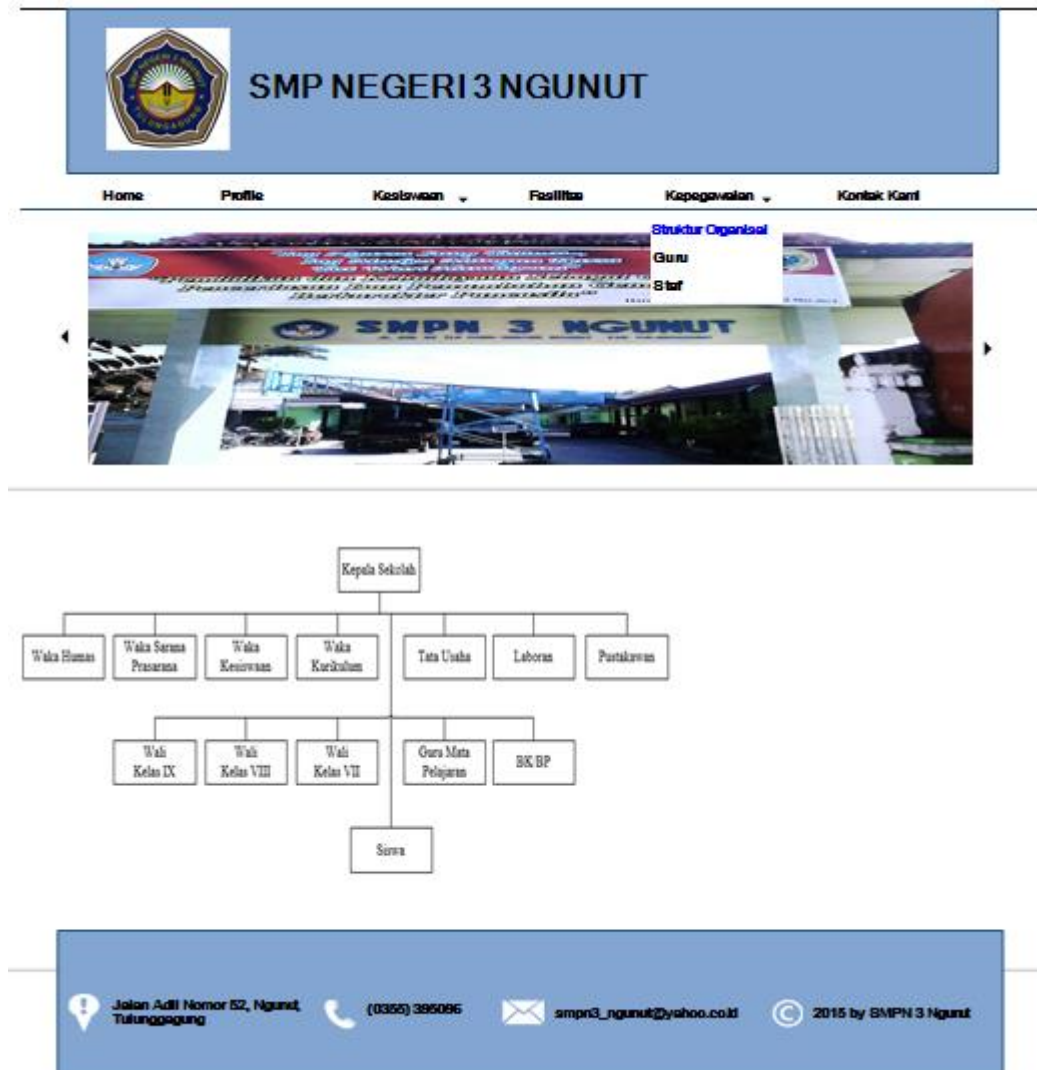 SMP NEGERI 3 NGUNUT
Home Profile Kesiswaan Fasilitas Kepegawaian Kontak Kami
Struktur Organisasi
Guru
Staf
SMPN 3 NGUNUT
Kepala Sekolah
Waka Humas
Waka Sarana
Prasarana
Waka
Kesiswaan
Waka
Kurikulum
Tata Usaha
Laboran
Pustakawan
Wali
Kelas IX
Wali
Kelas VIII
Wali
Kelas VII
Guru Mata
Pelajaran
BK/BP
Siswa
Jalan Adil Nomor 52, Ngunut,
Tulunggagung
(0355) 395096
smpn3_ngunut@yahoo.co.id
© 2015 by SMPN 3 Ngunut